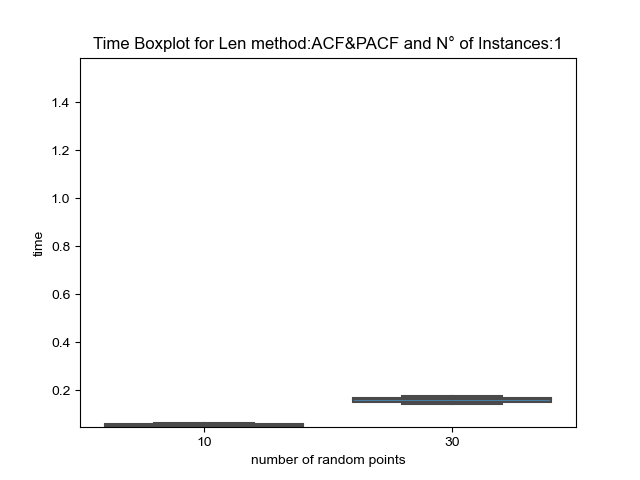 Time Boxplot for Len method:ACF&PACF and N° of Instances:1
1.4
1.2
1.0
0.8
0.6
0.4
0.2
time
10 30
number of random points